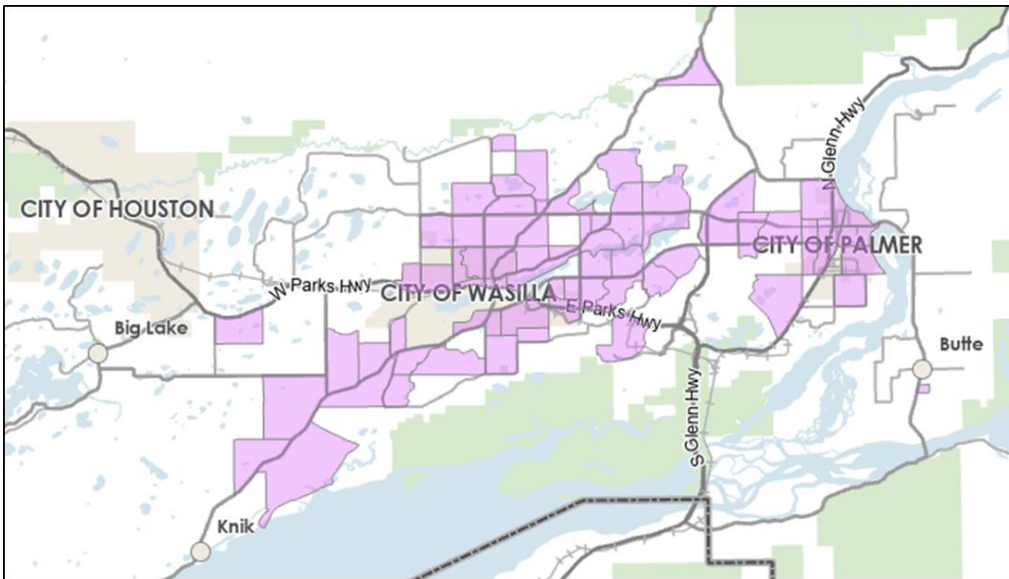 N Glenn Hwy
CITY OF HOUSTON
CITY OF PALMER
W Parks Hwy
CITY OF WASILLA
E Parks Hwy
Big Lake
Butte
S Glenn Hwy
Knik